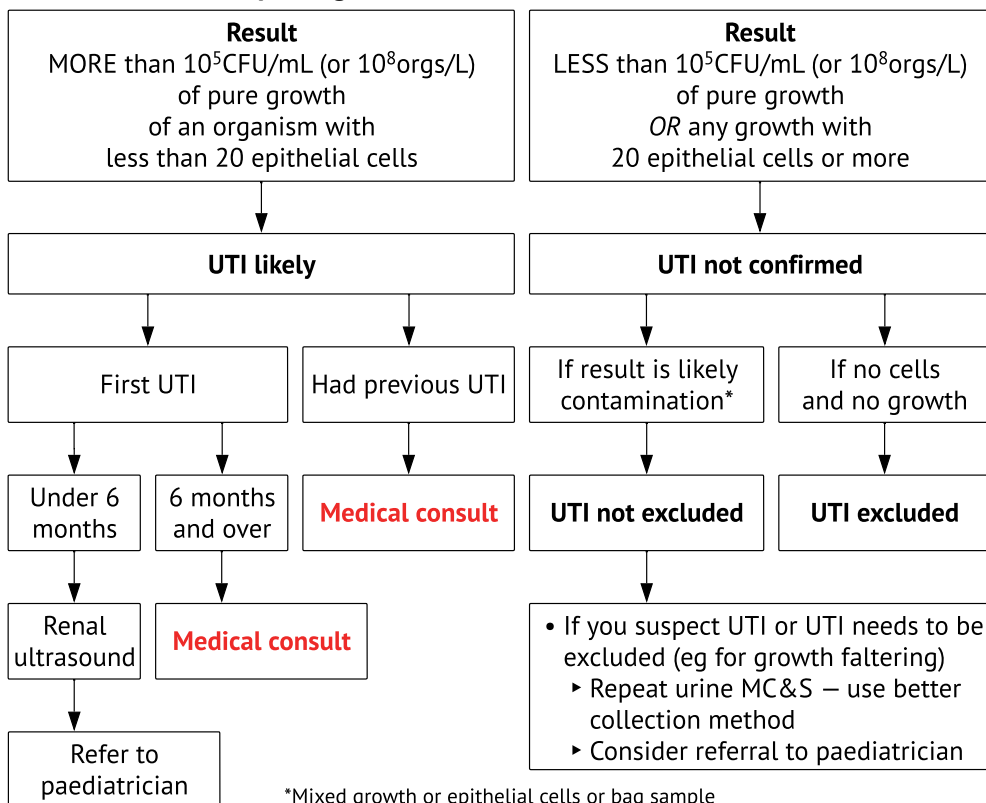 Result
MORE than 10⁵CFU/mL (or 10⁸orgs/L)
of pure growth
of an organism with
less than 20 epithelial cells
Result
LESS than 10⁵CFU/mL (or 10⁸orgs/L)
of pure growth
OR any growth with
20 epithelial cells or more
UTI likely
UTI not confirmed
First UTI
Had previous UTI
If result is likely
contamination*
If no cells
and no growth
Under 6
months
6 months
and over
Medical consult
UTI not excluded
UTI excluded
Renal
ultrasound
Medical consult
• If you suspect UTI or UTI needs to be
excluded (eg for growth faltering)
‣ Repeat urine MC&S — use better
collection method
‣ Consider referral to paediatrician
Refer to
paediatrician
*Mixed growth or epithelial cells or bag sample